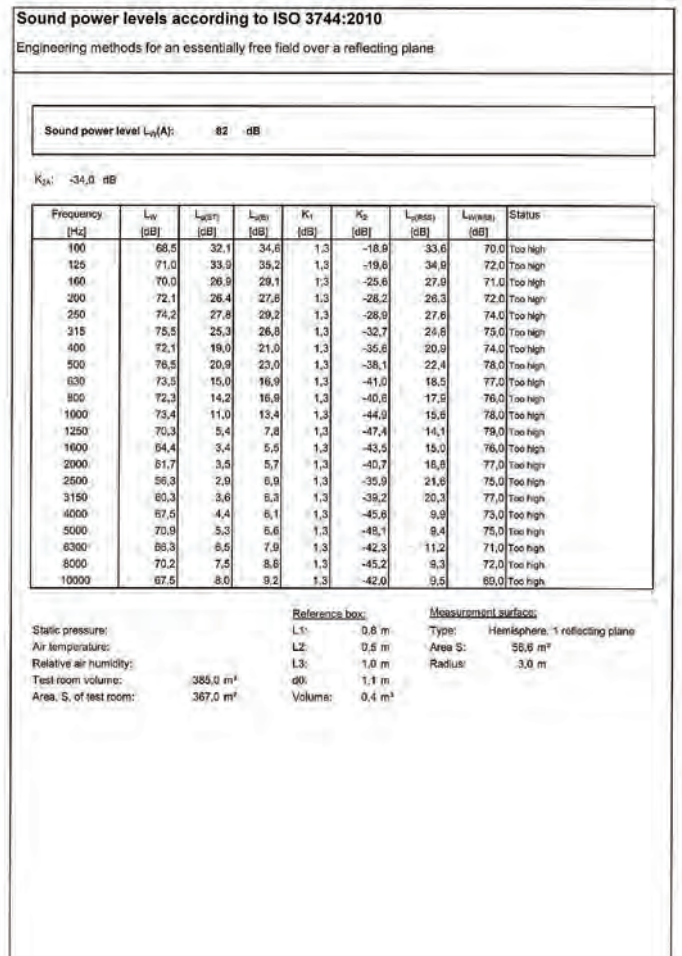 Sound power levels according to ISO 3744:2010
Engineering methods for an essentially free field over a reflecting plane
Sound power level LW(A): 82 dB
K2A: -34,0 dB
Frequency LW Lp(ST) Lp(B) K1 K2 Lp(RSS) LW(RSS) Status
[Hz] [dB] [dB] [dB] [dB] [dB] [dB] [dB]
100 68,5 32,1 34,6 1,3 -18,9 33,6 70,0 Too high
125 71,0 33,9 35,2 1,3 -19,6 34,9 72,0 Too high
160 70,0 26,9 29,1 1,3 -25,6 27,9 71,0 Too high
200 72,1 26,4 27,6 1,3 -28,2 26,3 72,0 Too high
250 74,2 27,8 29,2 1,3 -28,9 27,6 74,0 Too high
315 75,5 25,3 26,8 1,3 -32,7 24,8 75,0 Too high
400 72,1 19,0 21,0 1,3 -35,6 20,9 74,0 Too high
500 76,5 20,9 23,0 1,3 -38,1 22,4 78,0 Too high
630 73,5 15,0 16,9 1,3 -41,0 18,5 77,0 Too high
800 72,3 14,2 16,9 1,3 -40,6 17,9 76,0 Too high
1000 73,4 11,0 13,4 1,3 -44,9 15,6 78,0 Too high
1250 70,3 5,4 7,8 1,3 -47,4 14,1 79,0 Too high
1600 64,4 3,4 5,5 1,3 -43,5 15,0 76,0 Too high
2000 61,7 3,5 5,7 1,3 -40,7 18,8 77,0 Too high
2500 56,3 2,9 6,9 1,3 -35,9 21,6 75,0 Too high
3150 60,3 3,6 6,3 1,3 -39,2 20,3 77,0 Too high
4000 67,5 4,4 6,1 1,3 -45,6 9,9 73,0 Too high
5000 70,9 5,3 6,6 1,3 -48,1 9,4 75,0 Too high
6300 66,3 6,5 7,9 1,3 -42,3 11,2 71,0 Too high
8000 70,2 7,5 8,6 1,3 -45,2 9,3 72,0 Too high
10000 67,5 8,0 9,2 1,3 -42,0 9,5 69,0 Too high
Reference box: Measurement surface:
Static pressure: L1: 0,8 m Type: Hemisphere, 1 reflecting plane
Air temperature: L2: 0,5 m Area S: 56,6 m²
Relative air humidity: L3: 1,0 m Radius: 3,0 m
Test room volume: 385,0 m³ d0: 1,1 m
Area, S, of test room: 367,0 m² Volume: 0,4 m³